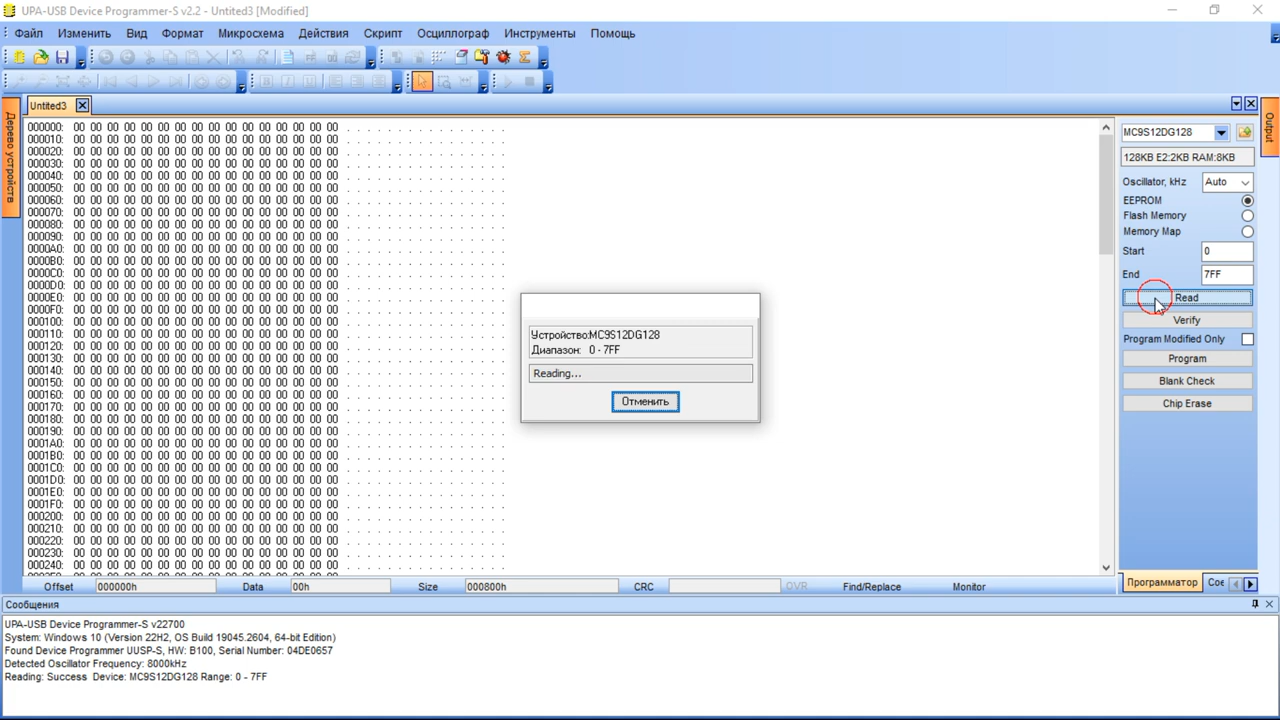 UPA-USB Device Programmer-S v2.2 - Untited3 [Modified]
Файл Изменить Вид Формат Микросхема Действия Скрипт Осциллограф Инструменты Помощь
Untited3
Дерево устройств
Output
000000: 00 00 00 00 00 00 00 00 00 00 00 00 00 00 00 00 . . . . . . . . . . . . . . . .
000010: 00 00 00 00 00 00 00 00 00 00 00 00 00 00 00 00 . . . . . . . . . . . . . . . .
000020: 00 00 00 00 00 00 00 00 00 00 00 00 00 00 00 00 . . . . . . . . . . . . . . . .
000030: 00 00 00 00 00 00 00 00 00 00 00 00 00 00 00 00 . . . . . . . . . . . . . . . .
000040: 00 00 00 00 00 00 00 00 00 00 00 00 00 00 00 00 . . . . . . . . . . . . . . . .
000050: 00 00 00 00 00 00 00 00 00 00 00 00 00 00 00 00 . . . . . . . . . . . . . . . .
000060: 00 00 00 00 00 00 00 00 00 00 00 00 00 00 00 00 . . . . . . . . . . . . . . . .
000070: 00 00 00 00 00 00 00 00 00 00 00 00 00 00 00 00 . . . . . . . . . . . . . . . .
000080: 00 00 00 00 00 00 00 00 00 00 00 00 00 00 00 00 . . . . . . . . . . . . . . . .
000090: 00 00 00 00 00 00 00 00 00 00 00 00 00 00 00 00 . . . . . . . . . . . . . . . .
0000A0: 00 00 00 00 00 00 00 00 00 00 00 00 00 00 00 00 . . . . . . . . . . . . . . . .
0000B0: 00 00 00 00 00 00 00 00 00 00 00 00 00 00 00 00 . . . . . . . . . . . . . . . .
0000C0: 00 00 00 00 00 00 00 00 00 00 00 00 00 00 00 00 . . . . . . . . . . . . . . . .
0000D0: 00 00 00 00 00 00 00 00 00 00 00 00 00 00 00 00 . . . . . . . . . . . . . . . .
0000E0: 00 00 00 00 00 00 00 00 00 00 00 00 00 00 00 00 . . . . . . . . . . . . . . . .
0000F0: 00 00 00 00 00 00 00 00 00 00 00 00 00 00 00 00 . . . . . . . . . . . . . . . .
000100: 00 00 00 00 00 00 00 00 00 00 00 00 00 00 00 00 . . . . . . . . . . . . . . . .
000110: 00 00 00 00 00 00 00 00 00 00 00 00 00 00 00 00 . . . . . . . . . . . . . . . .
000120: 00 00 00 00 00 00 00 00 00 00 00 00 00 00 00 00 . . . . . . . . . . . . . . . .
000130: 00 00 00 00 00 00 00 00 00 00 00 00 00 00 00 00 . . . . . . . . . . . . . . . .
000140: 00 00 00 00 00 00 00 00 00 00 00 00 00 00 00 00 . . . . . . . . . . . . . . . .
000150: 00 00 00 00 00 00 00 00 00 00 00 00 00 00 00 00 . . . . . . . . . . . . . . . .
000160: 00 00 00 00 00 00 00 00 00 00 00 00 00 00 00 00 . . . . . . . . . . . . . . . .
000170: 00 00 00 00 00 00 00 00 00 00 00 00 00 00 00 00 . . . . . . . . . . . . . . . .
000180: 00 00 00 00 00 00 00 00 00 00 00 00 00 00 00 00 . . . . . . . . . . . . . . . .
000190: 00 00 00 00 00 00 00 00 00 00 00 00 00 00 00 00 . . . . . . . . . . . . . . . .
0001A0: 00 00 00 00 00 00 00 00 00 00 00 00 00 00 00 00 . . . . . . . . . . . . . . . .
0001B0: 00 00 00 00 00 00 00 00 00 00 00 00 00 00 00 00 . . . . . . . . . . . . . . . .
0001C0: 00 00 00 00 00 00 00 00 00 00 00 00 00 00 00 00 . . . . . . . . . . . . . . . .
0001D0: 00 00 00 00 00 00 00 00 00 00 00 00 00 00 00 00 . . . . . . . . . . . . . . . .
0001E0: 00 00 00 00 00 00 00 00 00 00 00 00 00 00 00 00 . . . . . . . . . . . . . . . .
0001F0: 00 00 00 00 00 00 00 00 00 00 00 00 00 00 00 00 . . . . . . . . . . . . . . . .
000200: 00 00 00 00 00 00 00 00 00 00 00 00 00 00 00 00 . . . . . . . . . . . . . . . .
000210: 00 00 00 00 00 00 00 00 00 00 00 00 00 00 00 00 . . . . . . . . . . . . . . . .
000220: 00 00 00 00 00 00 00 00 00 00 00 00 00 00 00 00 . . . . . . . . . . . . . . . .
000230: 00 00 00 00 00 00 00 00 00 00 00 00 00 00 00 00 . . . . . . . . . . . . . . . .
000240: 00 00 00 00 00 00 00 00 00 00 00 00 00 00 00 00 . . . . . . . . . . . . . . . .
Устройство:MC9S12DG128
Диапазон: 0 - 7FF
Reading...
Отменить
MC9S12DG128
128KB E2:2KB RAM:8KB
Oscillator, kHz Auto
EEPROM
Flash Memory
Memory Map
Start 0
End 7FF
Read
Verify
Program Modified Only
Program
Blank Check
Chip Erase
Программатор Сое
Offset 000000h Data 00h Size 000800h CRC OVR Find/Replace Monitor
Сообщения
UPA-USB Device Programmer-S v22700
System: Windows 10 (Version 22H2, OS Build 19045.2604, 64-bit Edition)
Found Device Programmer UUSP-S, HW: B100, Serial Number: 04DE0657
Detected Oscillator Frequency: 8000kHz
Reading: Success Device: MC9S12DG128 Range: 0 - 7FF